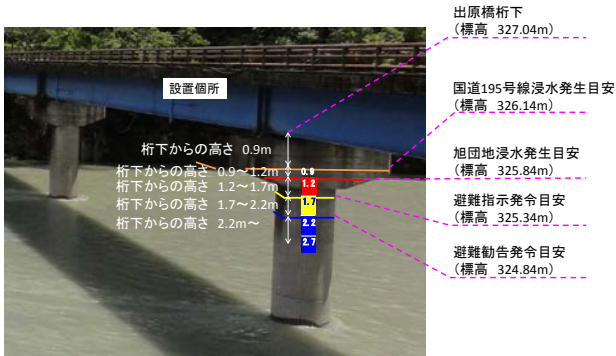 出原橋桁下
（標高 327.04m）
設置個所
国道195号線浸水発生目安
（標高 326.14m）
桁下からの高さ 0.9m
桁下からの高さ 0.9～1.2m
桁下からの高さ 1.2～1.7m
桁下からの高さ 1.7～2.2m
桁下からの高さ 2.2m～
0.9
1.2
1.7
2.2
2.7
旭団地浸水発生目安
（標高 325.84m）
避難指示発令目安
（標高 325.34m）
避難勧告発令目安
（標高 324.84m）